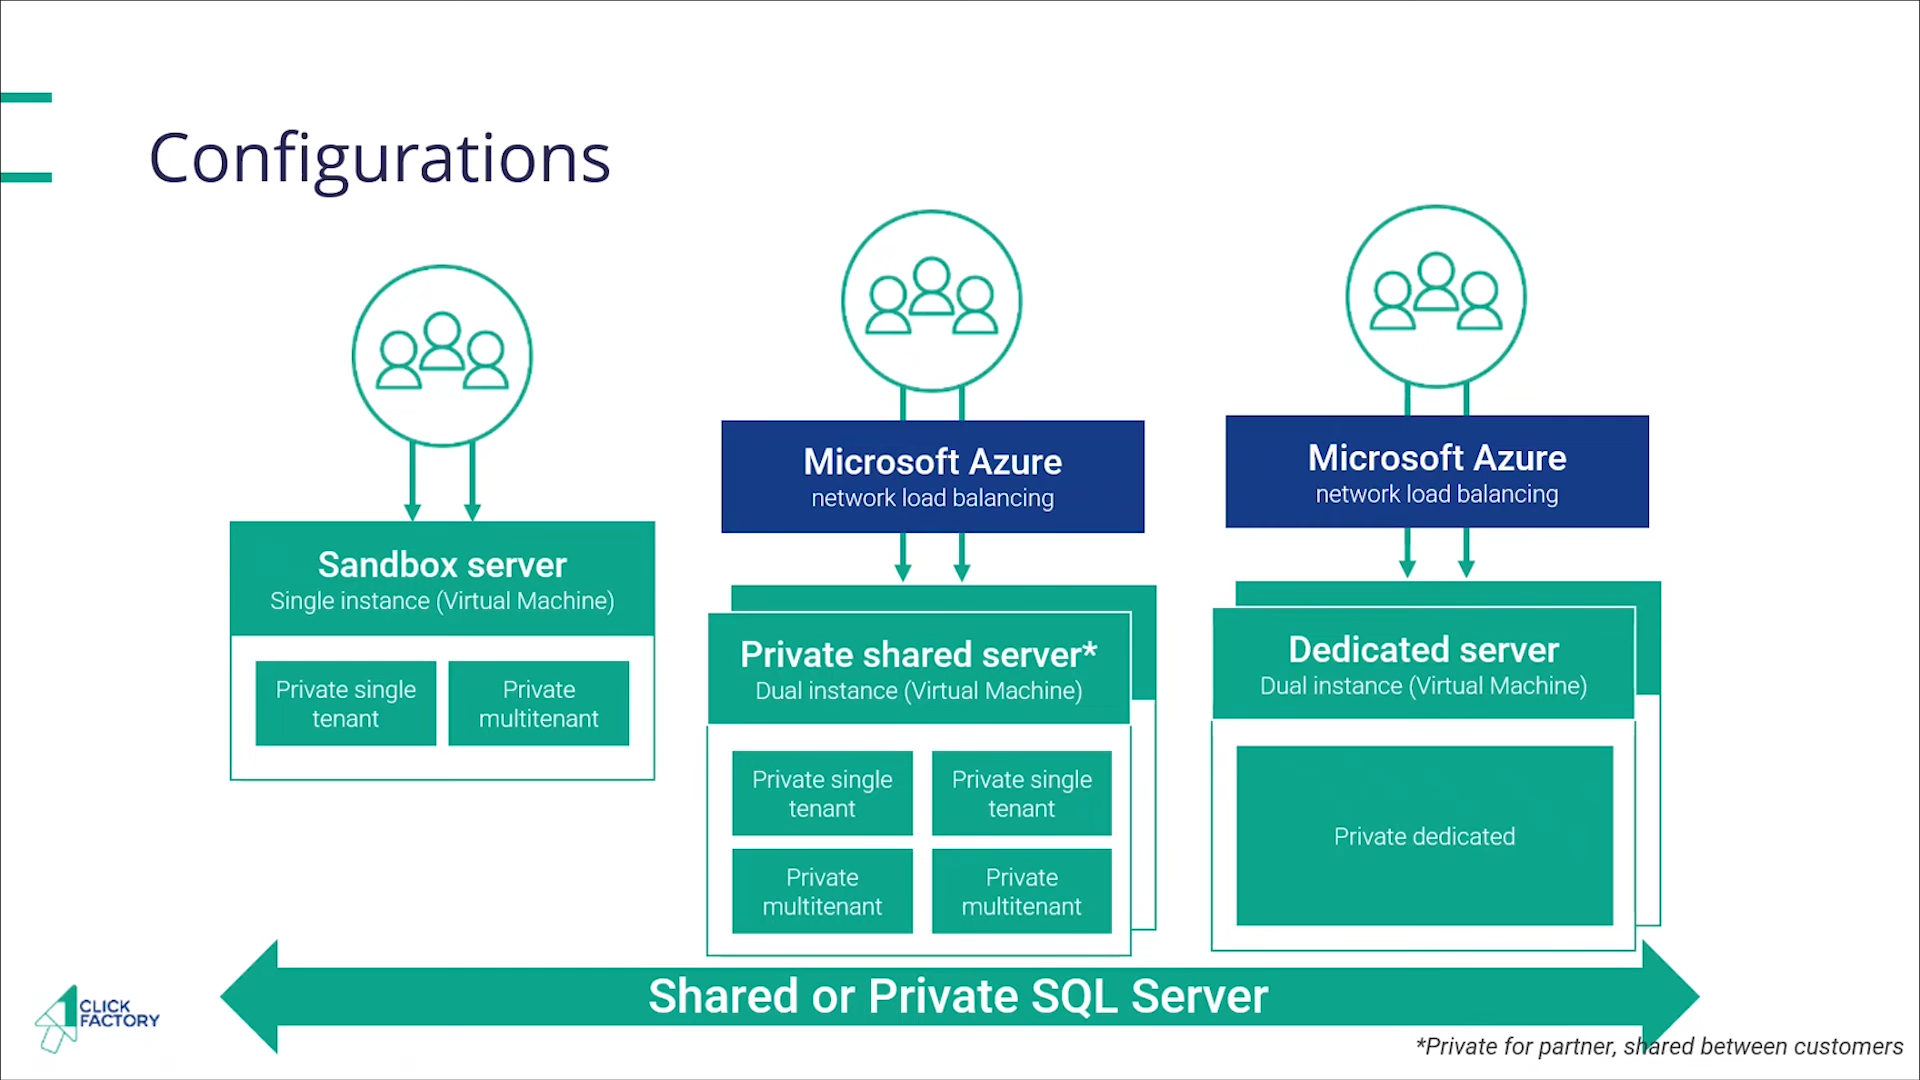 Configurations
Sandbox server
Single instance (Virtual Machine)
Private single
tenant
Private
multitenant
Microsoft Azure
network load balancing
Private shared server*
Dual instance (Virtual Machine)
Private single
tenant
Private single
tenant
Private
multitenant
Private
multitenant
Microsoft Azure
network load balancing
Dedicated server
Dual instance (Virtual Machine)
Private dedicated
Shared or Private SQL Server
1CLICK
FACTORY
*Private for partner, shared between customers